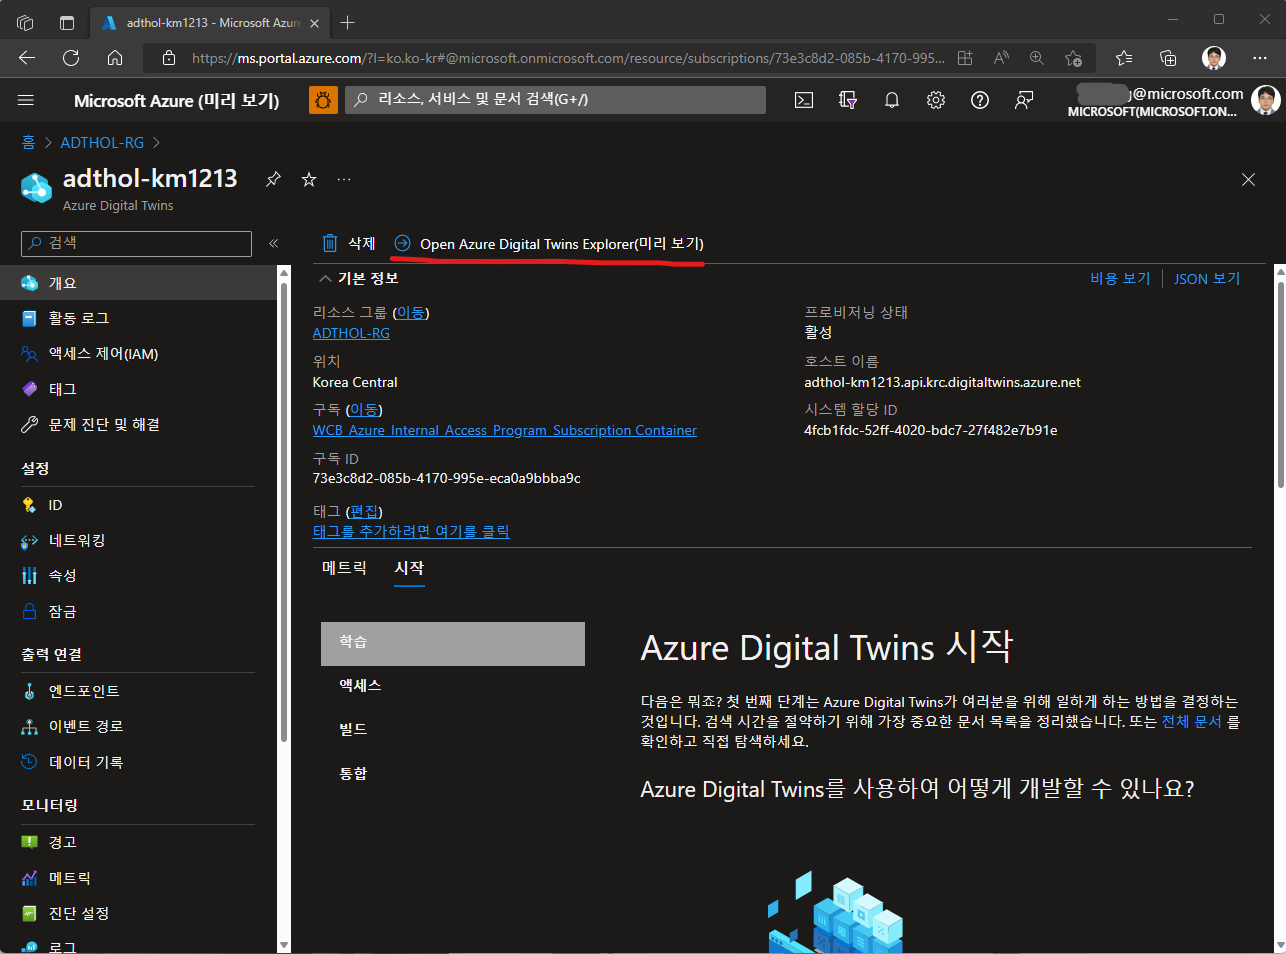 adthol-km1213 - Microsoft Azure
https://ms.portal.azure.com/?l=ko.ko-kr#@microsoft.onmicrosoft.com/resource/subscriptions/73e3c8d2-085b-4170-995...
Microsoft Azure (미리 보기)
리소스, 서비스 및 문서 검색(G+/)
@microsoft.com
MICROSOFT(MICROSOFT.ON...
홈 > ADTHOL-RG >
adthol-km1213
Azure Digital Twins
검색
삭제
Open Azure Digital Twins Explorer(미리 보기)
개요
활동 로그
액세스 제어(IAM)
태그
문제 진단 및 해결
설정
ID
네트워킹
속성
잠금
출력 연결
엔드포인트
이벤트 경로
데이터 기록
모니터링
경고
메트릭
진단 설정
로그
기본 정보
비용 보기
JSON 보기
리소스 그룹 (이동)
ADTHOL-RG
위치
Korea Central
구독 (이동)
WCB_Azure_Internal_Access_Program_Subscription Container
구독 ID
73e3c8d2-085b-4170-995e-eca0a9bbba9c
태그 (편집)
태그를 추가하려면 여기를 클릭
프로비저닝 상태
활성
호스트 이름
adthol-km1213.api.krc.digitaltwins.azure.net
시스템 할당 ID
4fcb1fdc-52ff-4020-bdc7-27f482e7b91e
메트릭
시작
학습
액세스
빌드
통합
Azure Digital Twins 시작
다음은 뭐죠? 첫 번째 단계는 Azure Digital Twins가 여러분을 위해 일하게 하는 방법을 결정하는
것입니다. 검색 시간을 절약하기 위해 가장 중요한 문서 목록을 정리했습니다. 또는 전체 문서 를
확인하고 직접 탐색하세요.
Azure Digital Twins를 사용하여 어떻게 개발할 수 있나요?